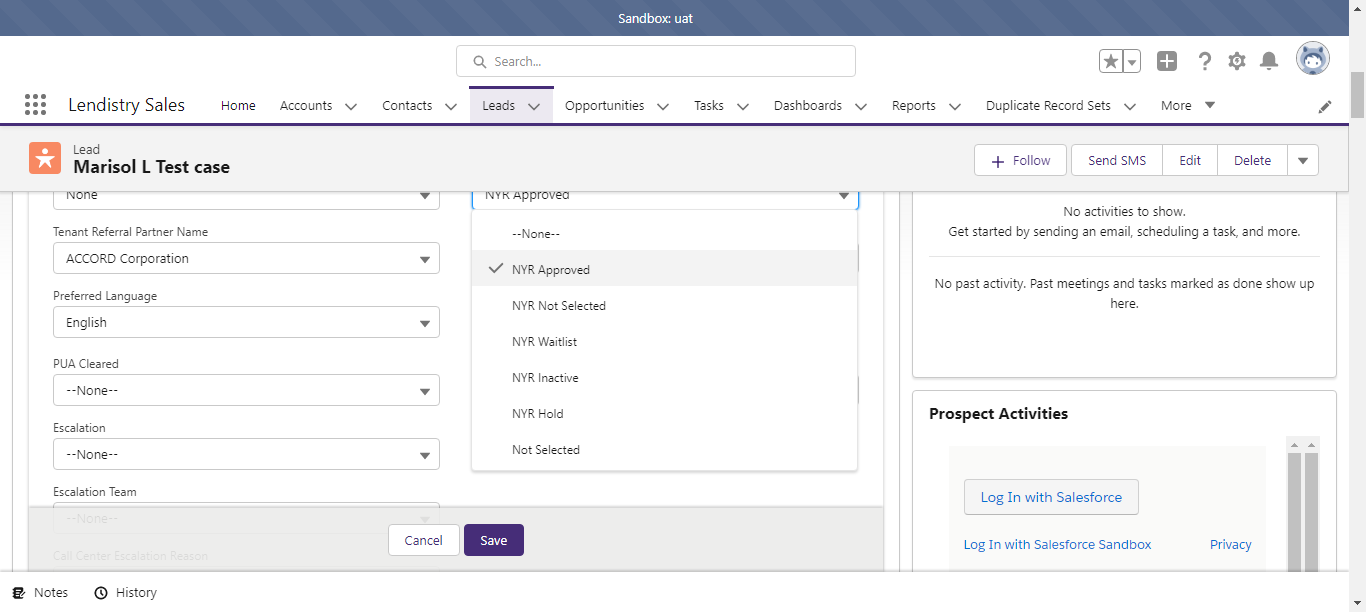 Sandbox: uat
Search...
Lendistry Sales
Home
Accounts
Contacts
Leads
Opportunities
Tasks
Dashboards
Reports
Duplicate Record Sets
More
Lead
Marisol L Test case
Follow
Send SMS
Edit
Delete
None
Tenant Referral Partner Name
ACCORD Corporation
Preferred Language
English
PUA Cleared
--None--
Escalation
--None--
Escalation Team
--None--
Call Center Escalation Reason
NYR Approved
--None--
NYR Approved
NYR Not Selected
NYR Waitlist
NYR Inactive
NYR Hold
Not Selected
Cancel
Save
No activities to show.
Get started by sending an email, scheduling a task, and more.
No past activity. Past meetings and tasks marked as done show up
here.
Prospect Activities
Log In with Salesforce
Log In with Salesforce Sandbox
Privacy
Notes
History